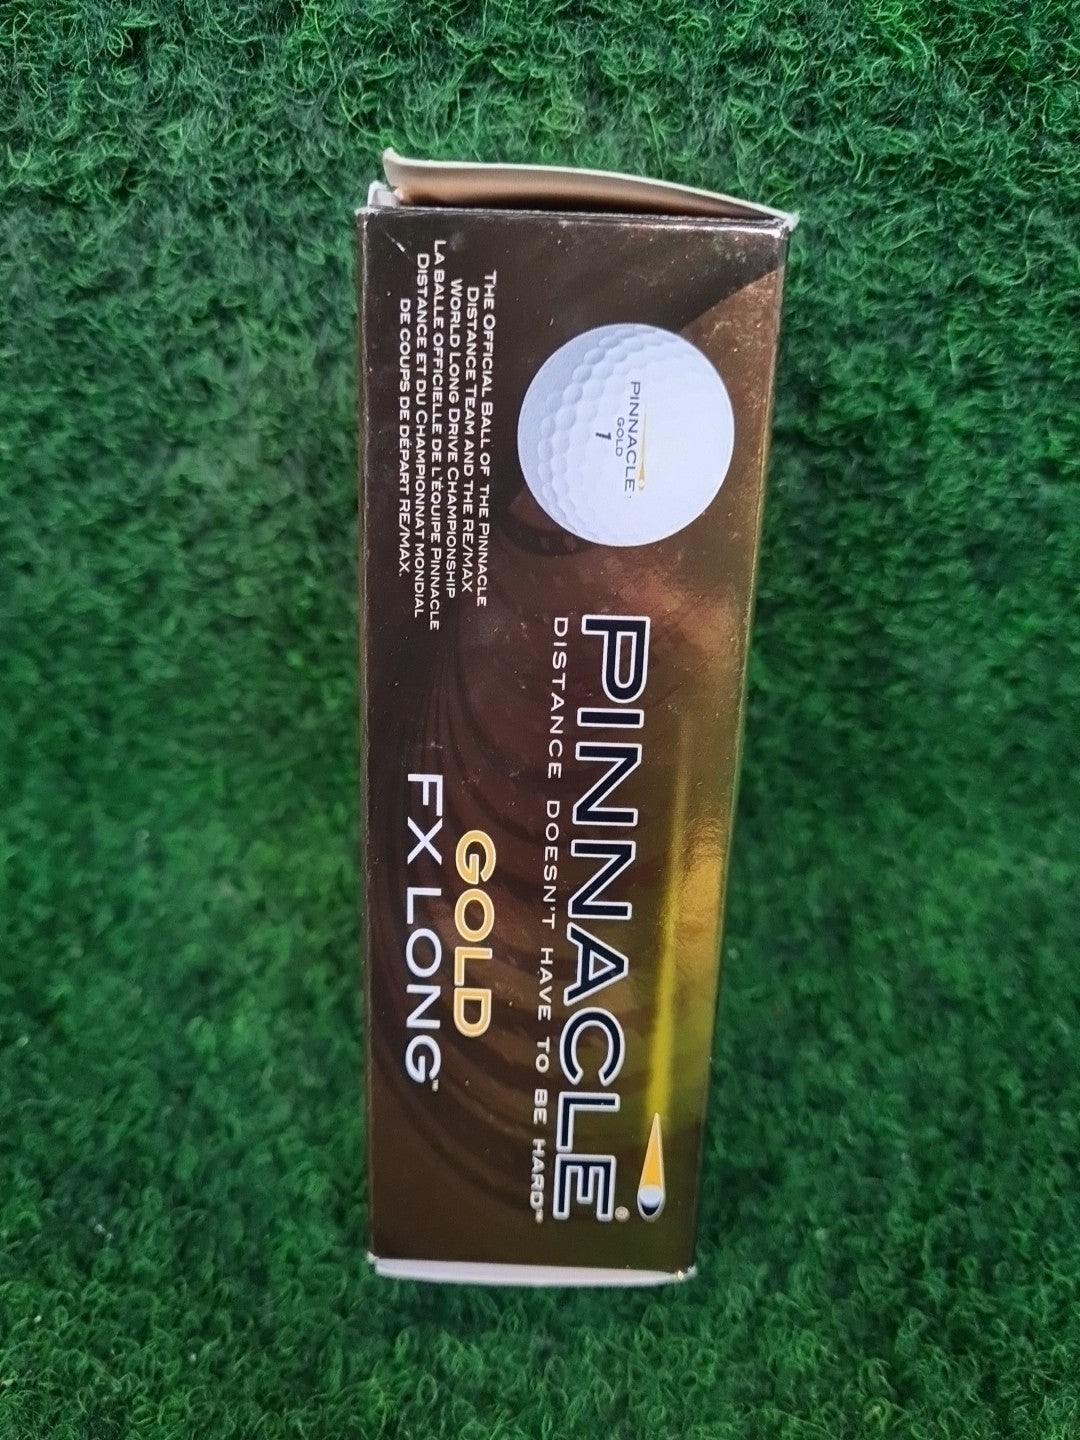 PINNACLE®
DISTANCE DOESN'T HAVE TO BE HARD™
PINNACLE
GOLD
1
GOLD
FX LONG™
THE OFFICIAL BALL OF THE PINNACLE
DISTANCE TEAM AND THE RE/MAX
WORLD LONG DRIVE CHAMPIONSHIP
LA BALLE OFFICIELLE DE L'ÉQUIPE PINNACLE
DISTANCE ET DU CHAMPIONNAT MONDIAL
DE COUPS DE DÉPART RE/MAX.